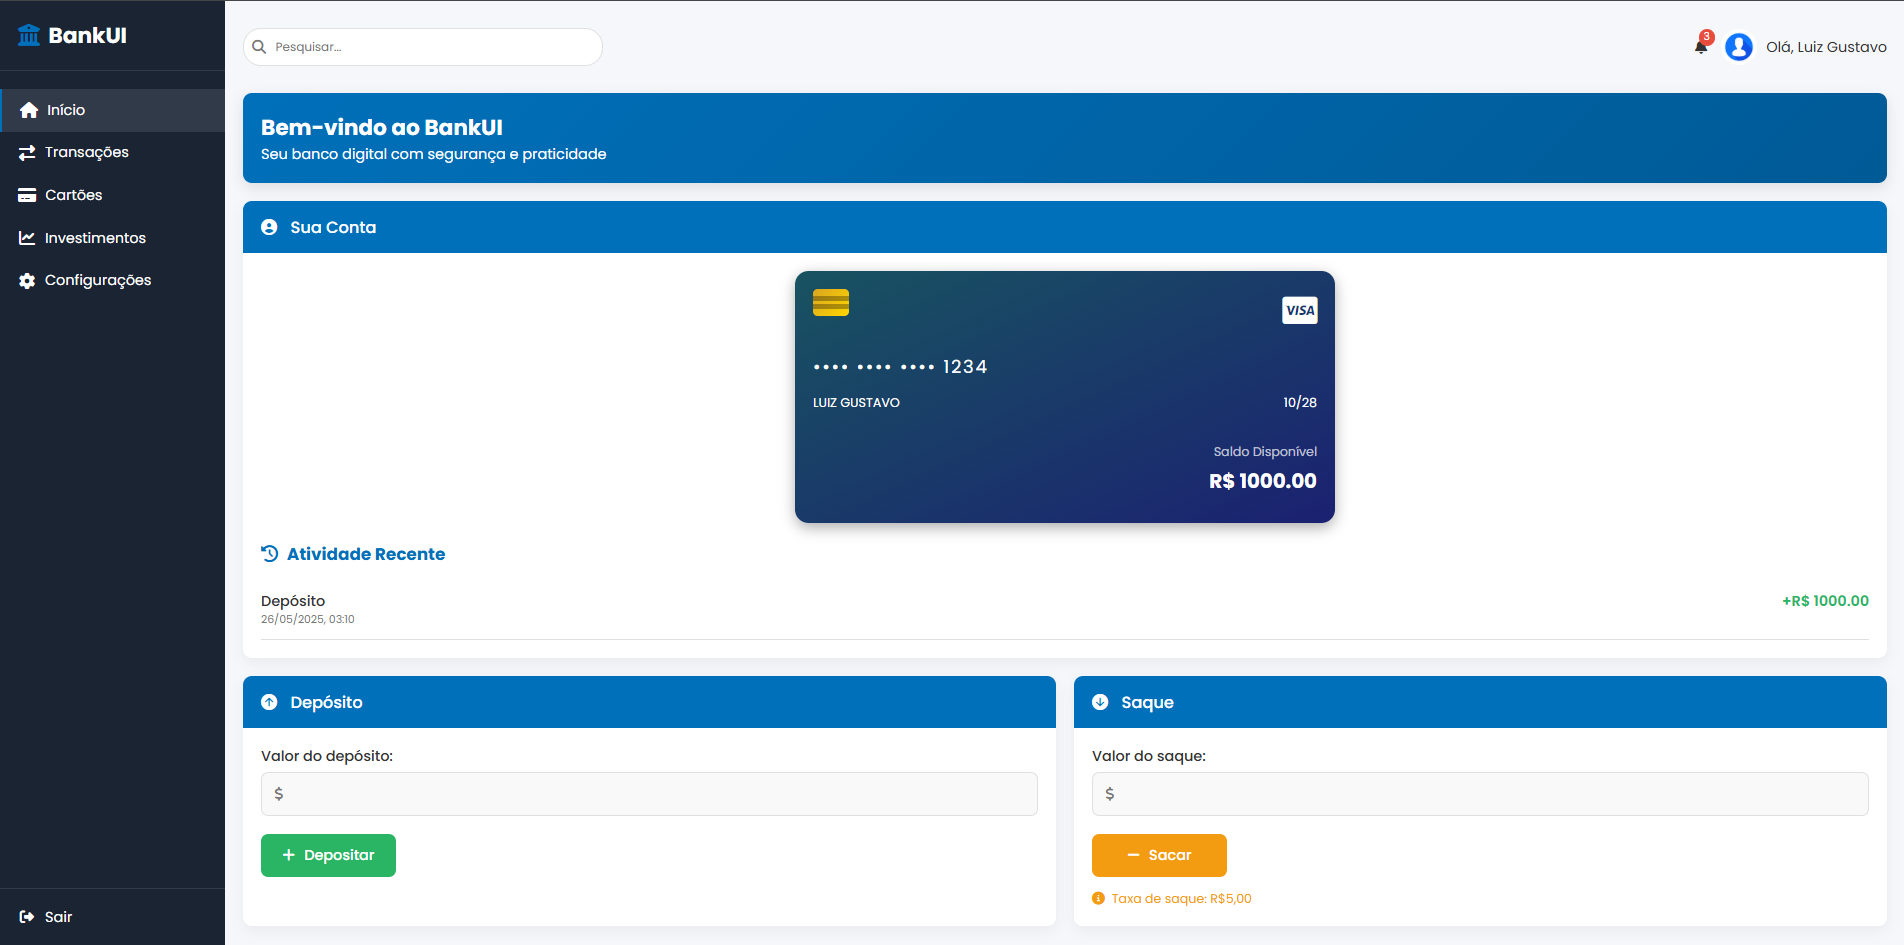 BankUI
Início
Transações
Cartões
Investimentos
Configurações
Sair
Pesquisar...
3
Olá, Luiz Gustavo
Bem-vindo ao BankUI
Seu banco digital com segurança e praticidade
Sua Conta
VISA
•••• •••• •••• 1234
LUIZ GUSTAVO 10/28
Saldo Disponível
R$ 1000.00
Atividade Recente
Depósito +R$ 1000.00
26/05/2025, 03:10
Depósito
Valor do depósito:
$
Depositar
Saque
Valor do saque:
$
Sacar
Taxa de saque: R$5,00